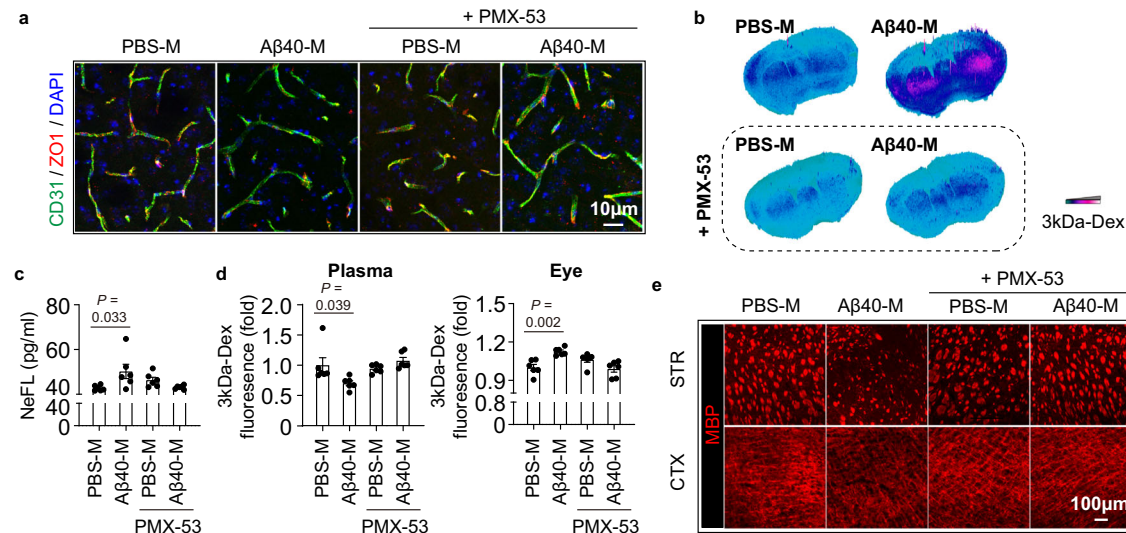 a
+ PMX-53
PBS-M
Aβ40-M
PBS-M
Aβ40-M
CD31 / ZO1 / DAPI
10μm
b
PBS-M
Aβ40-M
PBS-M
Aβ40-M
+ PMX-53
3kDa-Dex
c
P =
0.033
NeFL (pg/ml)
80
60
40
40
0
PBS-M
Aβ40-M
PBS-M
Aβ40-M
PMX-53
d
Plasma
P =
0.039
3kDa-Dex
fluoresence (fold)
2.0
1.5
1.0
0.5
0
PBS-M
Aβ40-M
PBS-M
Aβ40-M
PMX-53
Eye
P =
0.002
3kDa-Dex
fluoresence (fold)
1.5
1.2
0.9
0.8
0
PBS-M
Aβ40-M
PBS-M
Aβ40-M
PMX-53
e
+ PMX-53
PBS-M
Aβ40-M
PBS-M
Aβ40-M
MBP
STR
CTX
100μm